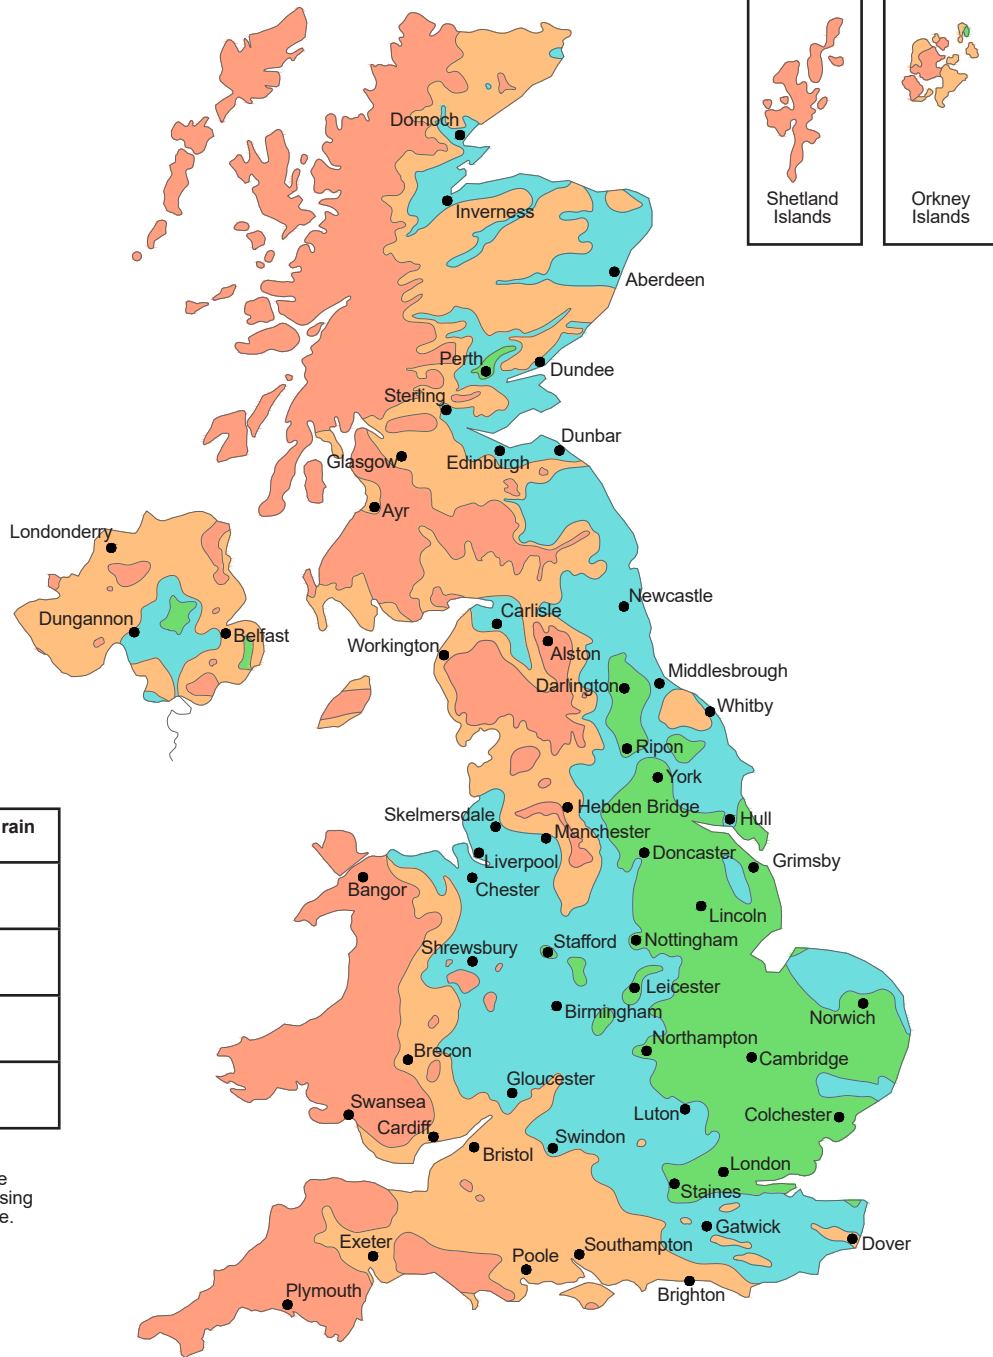 Shetland
Islands
Orkney
Islands
Dornoch
Inverness
Aberdeen
Perth
Dundee
Sterling
Dunbar
Glasgow
Edinburgh
Ayr
Londonderry
Newcastle
Carlisle
Dungannon
Belfast
Workington
Alston
Middlesbrough
Darlington
Whitby
Ripon
York
Hebden Bridge
Skelmersdale
Hull
rain
Manchester
Liverpool
Doncaster
Grimsby
Bangor
Chester
Lincoln
Shrewsbury
Stafford
Nottingham
Leicester
Birmingham
Norwich
Northampton
Brecon
Cambridge
Gloucester
Swansea
Luton
Colchester
Cardiff
Swindon
Bristol
London
e
Staines
sing
e.
Gatwick
Exeter
Southampton
Dover
Poole
Plymouth
Brighton